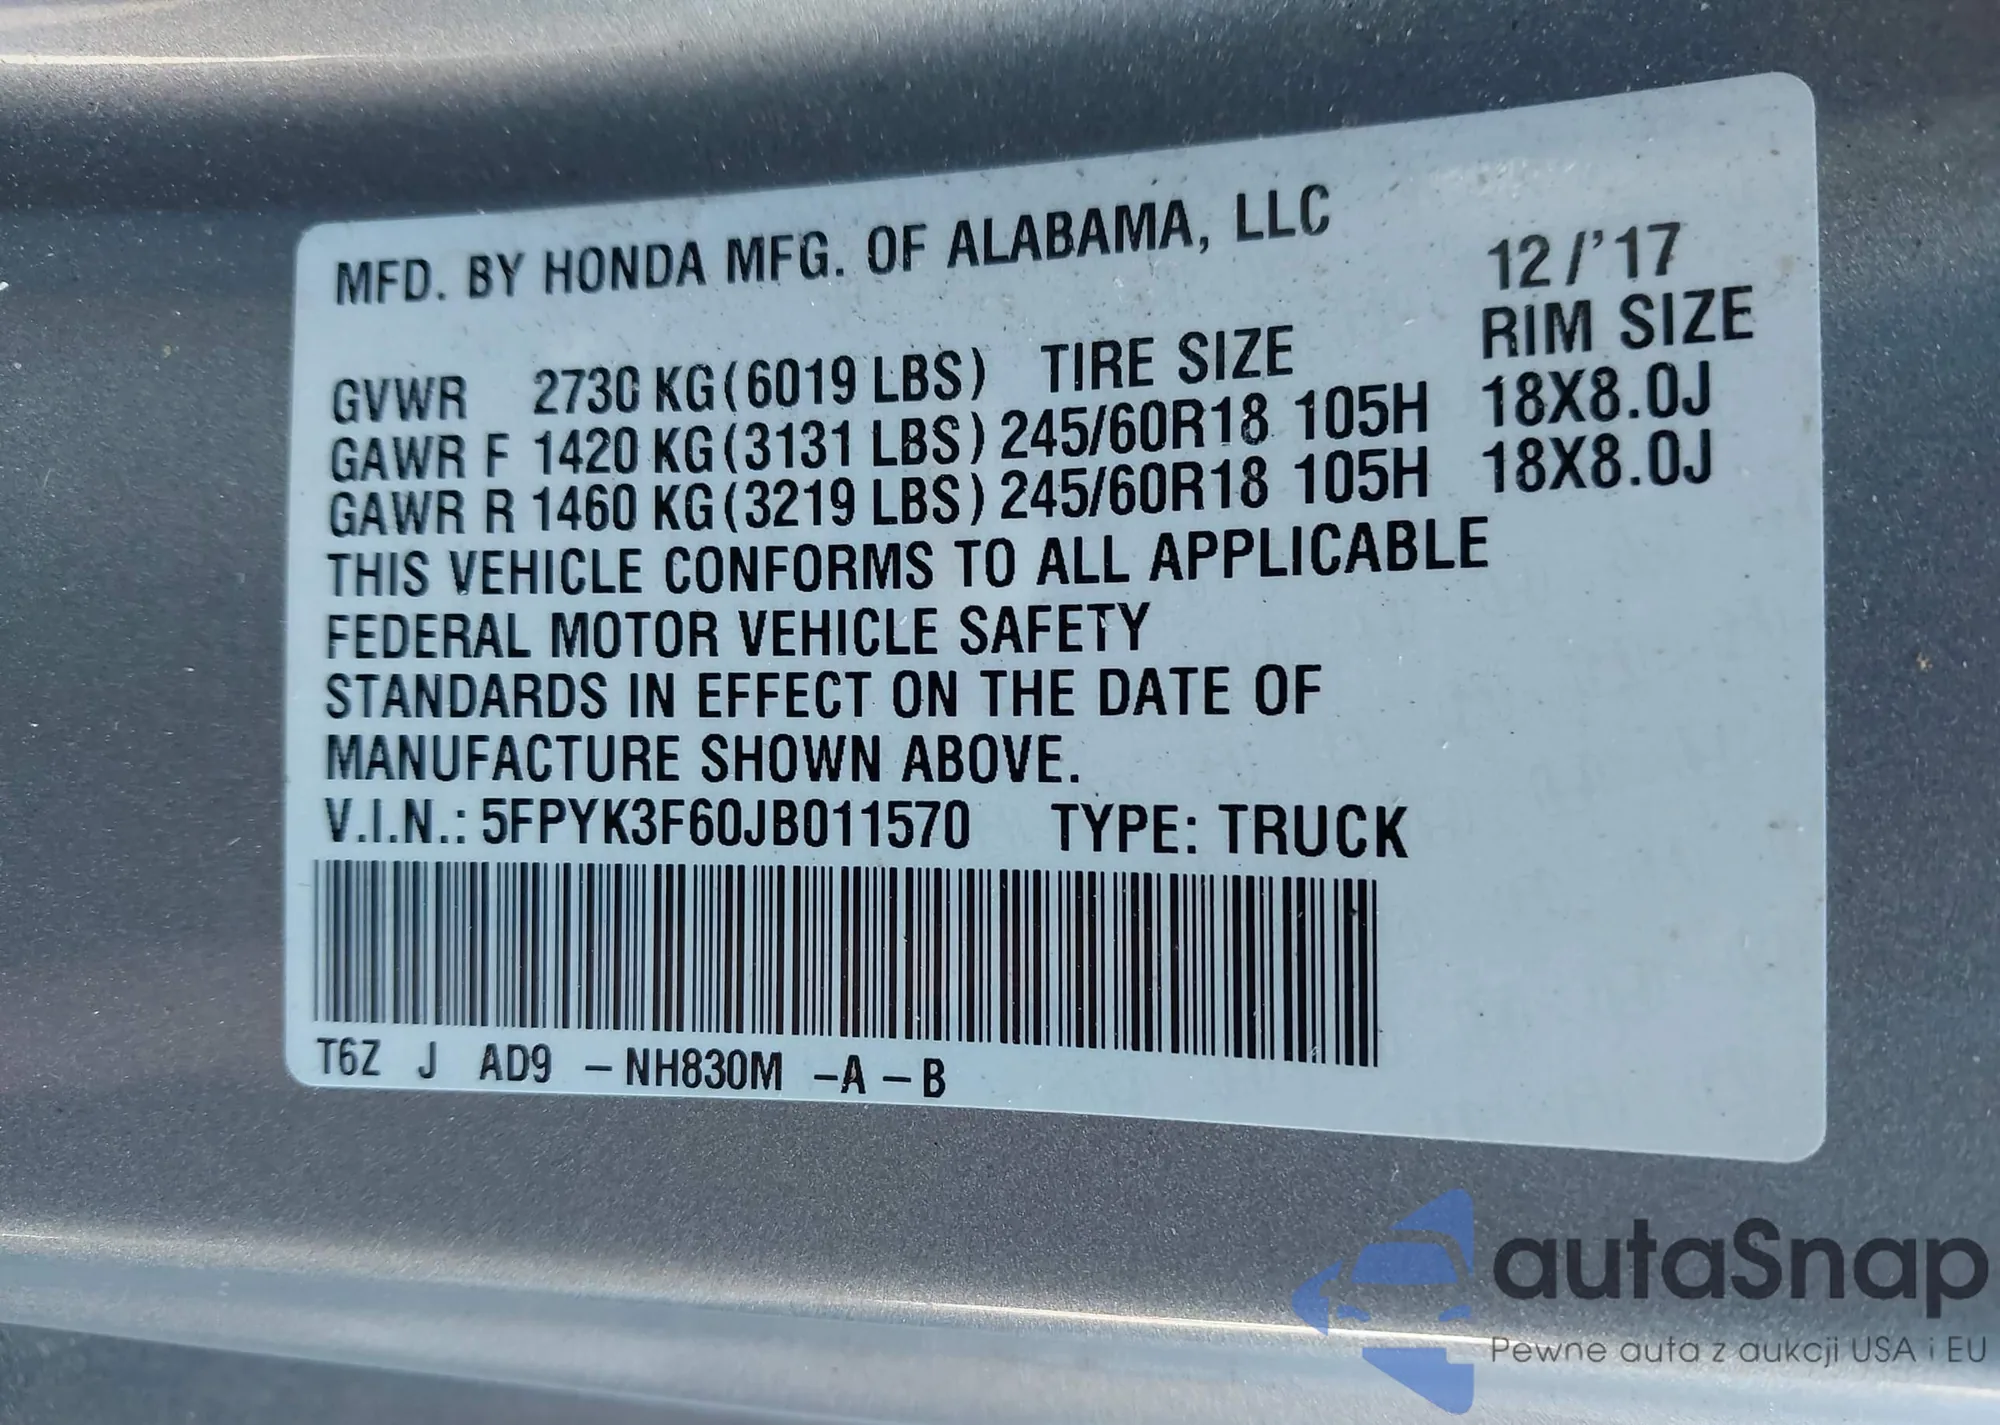 MFD. BY HONDA MFG. OF ALABAMA, LLC 12/'17
GVWR 2730 KG(6019 LBS) TIRE SIZE RIM SIZE
GAWR F 1420 KG(3131 LBS) 245/60R18 105H 18X8.0J
GAWR R 1460 KG(3219 LBS) 245/60R18 105H 18X8.0J
THIS VEHICLE CONFORMS TO ALL APPLICABLE
FEDERAL MOTOR VEHICLE SAFETY
STANDARDS IN EFFECT ON THE DATE OF
MANUFACTURE SHOWN ABOVE.
V.I.N.: 5FPYK3F60JB011570 TYPE: TRUCK
T6Z J AD9 -NH830M -A -B
autaSnap
Pewne auta z aukcji USA i EU